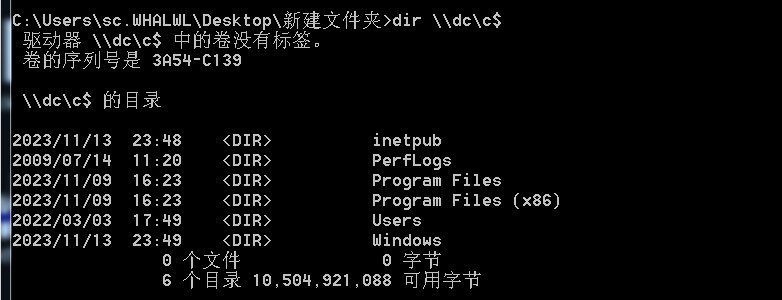 C:\Users\sc.WHALWL\Desktop\新建文件夹>dir \\dc\c$
驱动器 \\dc\c$ 中的卷没有标签。
卷的序列号是 3A54-C139
\\dc\c$ 的目录
2023/11/13  23:48    <DIR>          inetpub
2009/07/14  11:20    <DIR>          PerfLogs
2023/11/09  16:23    <DIR>          Program Files
2023/11/09  16:23    <DIR>          Program Files (x86)
2022/03/03  17:49    <DIR>          Users
2023/11/13  23:49    <DIR>          Windows
0 个文件              0 字节
6 个目录 10,504,921,088 可用字节